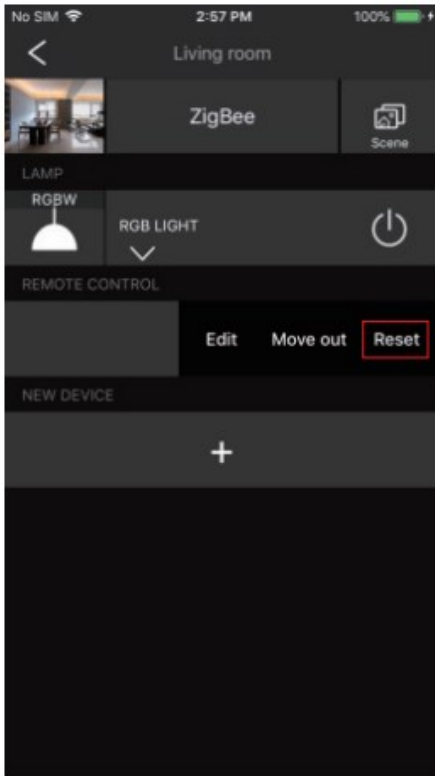 No SIM 2:57 PM 100%
Living room
ZigBee
Scene
LAMP
RGBW
RGB LIGHT
REMOTE CONTROL
Edit Move out Reset
NEW DEVICE
+